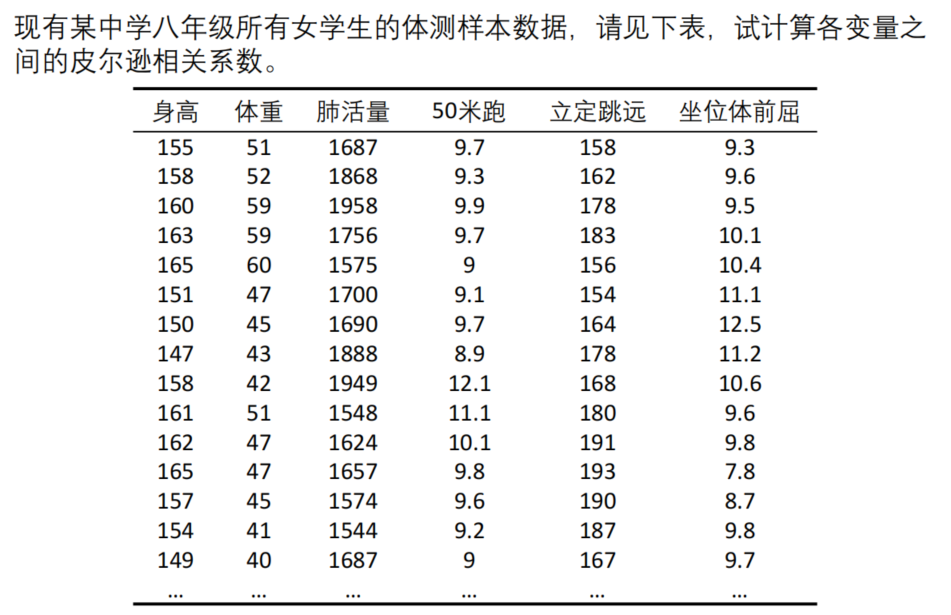 现有某中学八年级所有女学生的体测样本数据，请见下表，试计算各变量之
间的皮尔逊相关系数。
身高 体重 肺活量 50米跑 立定跳远 坐位体前屈
155 51 1687 9.7 158 9.3
158 52 1868 9.3 162 9.6
160 59 1958 9.9 178 9.5
163 59 1756 9.7 183 10.1
165 60 1575 9 156 10.4
151 47 1700 9.1 154 11.1
150 45 1690 9.7 164 12.5
147 43 1888 8.9 178 11.2
158 42 1949 12.1 168 10.6
161 51 1548 11.1 180 9.6
162 47 1624 10.1 191 9.8
165 47 1657 9.8 193 7.8
157 45 1574 9.6 190 8.7
154 41 1544 9.2 187 9.8
149 40 1687 9 167 9.7
... ... ... ... ... ...